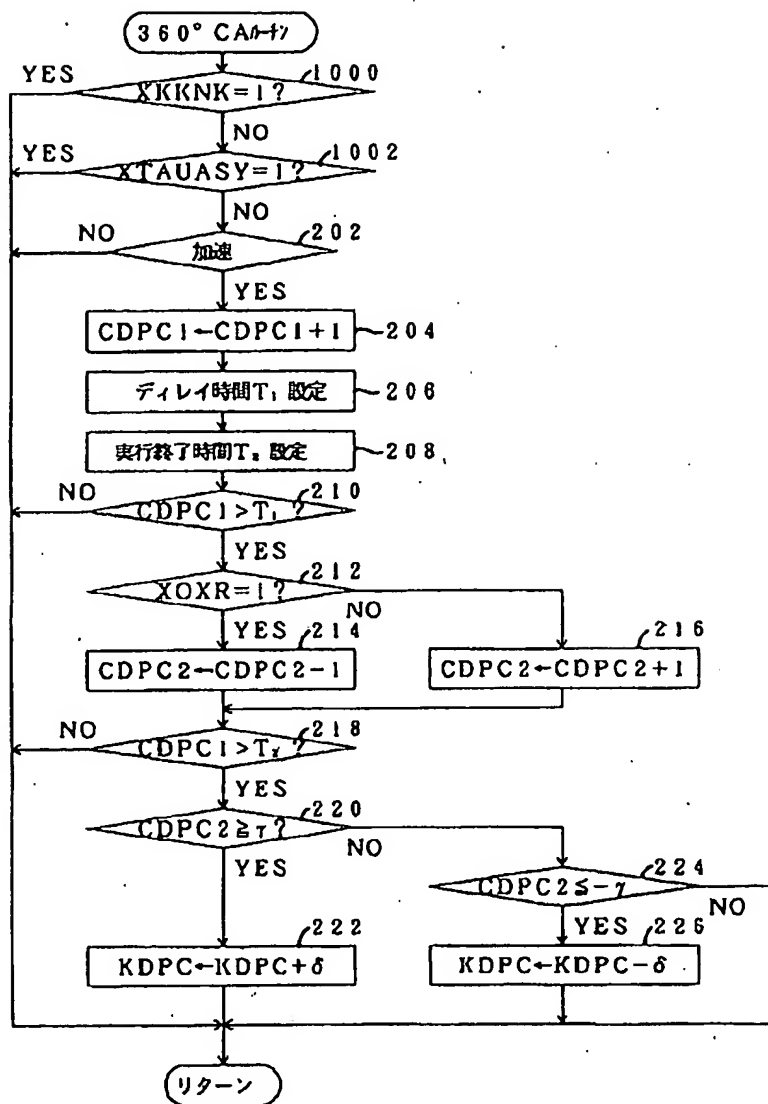 360° CAルーチン
1000
YES
XKKNK=1?
NO
1002
YES
XTAUASY=1?
NO
202
NO
加速
YES
CDPC1←CDPC1+1
204
ディレイ時間T₁設定
206
実行終了時間T₂設定
208
210
NO
CDPC1>T₁?
YES
212
XOXR=1?
NO
YES
214
216
CDPC2←CDPC2-1
CDPC2←CDPC2+1
218
NO
CDPC1>T₂?
YES
220
CDPC2≧γ?
NO
YES
224
CDPC2≦-γ
NO
YES
222
226
KDPC←KDPC+δ
KDPC←KDPC-δ
リターン